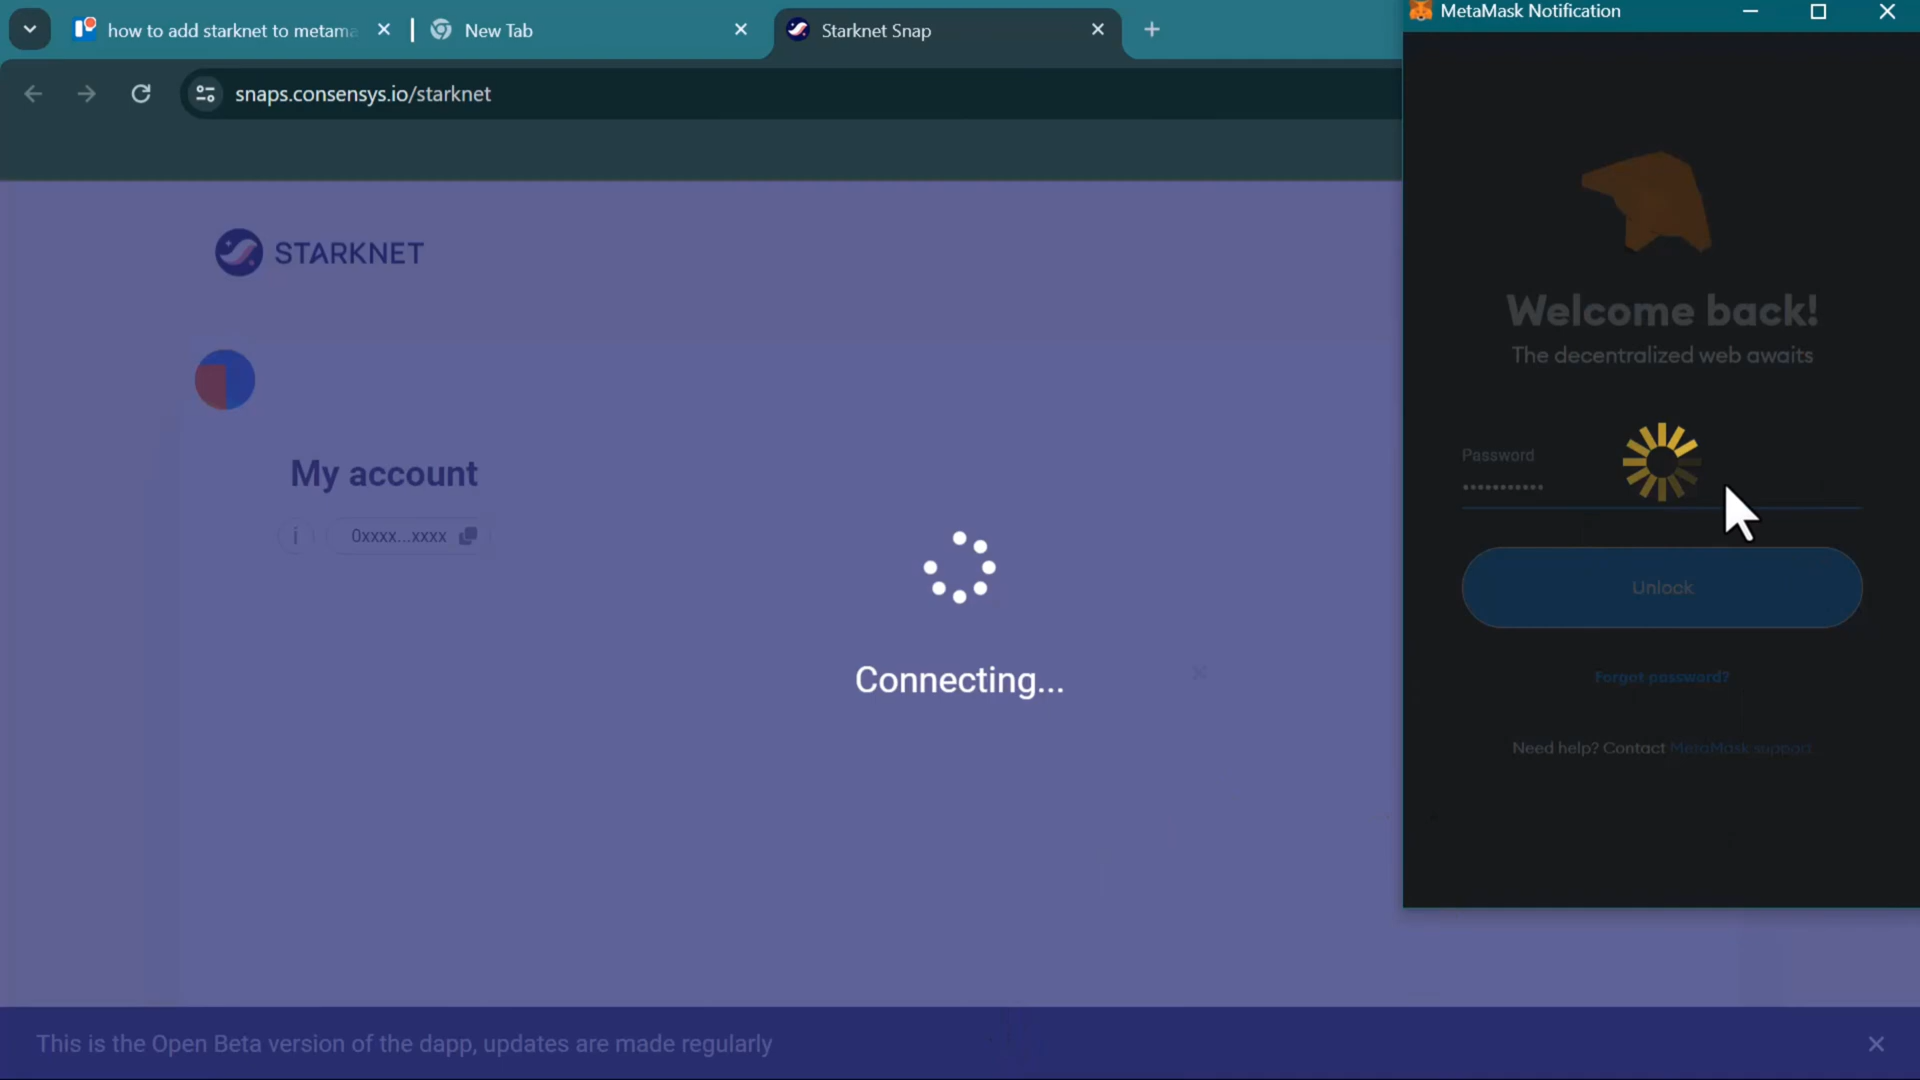 how to add starknet to metama
New Tab
Starknet Snap
MetaMask Notification
snaps.consensys.io/starknet
STARKNET
My account
i
0xxxx...xxxx
Connecting...
Welcome back!
The decentralized web awaits
Password
Unlock
Forgot password?
Need help? Contact MetaMask support
This is the Open Beta version of the dapp, updates are made regularly